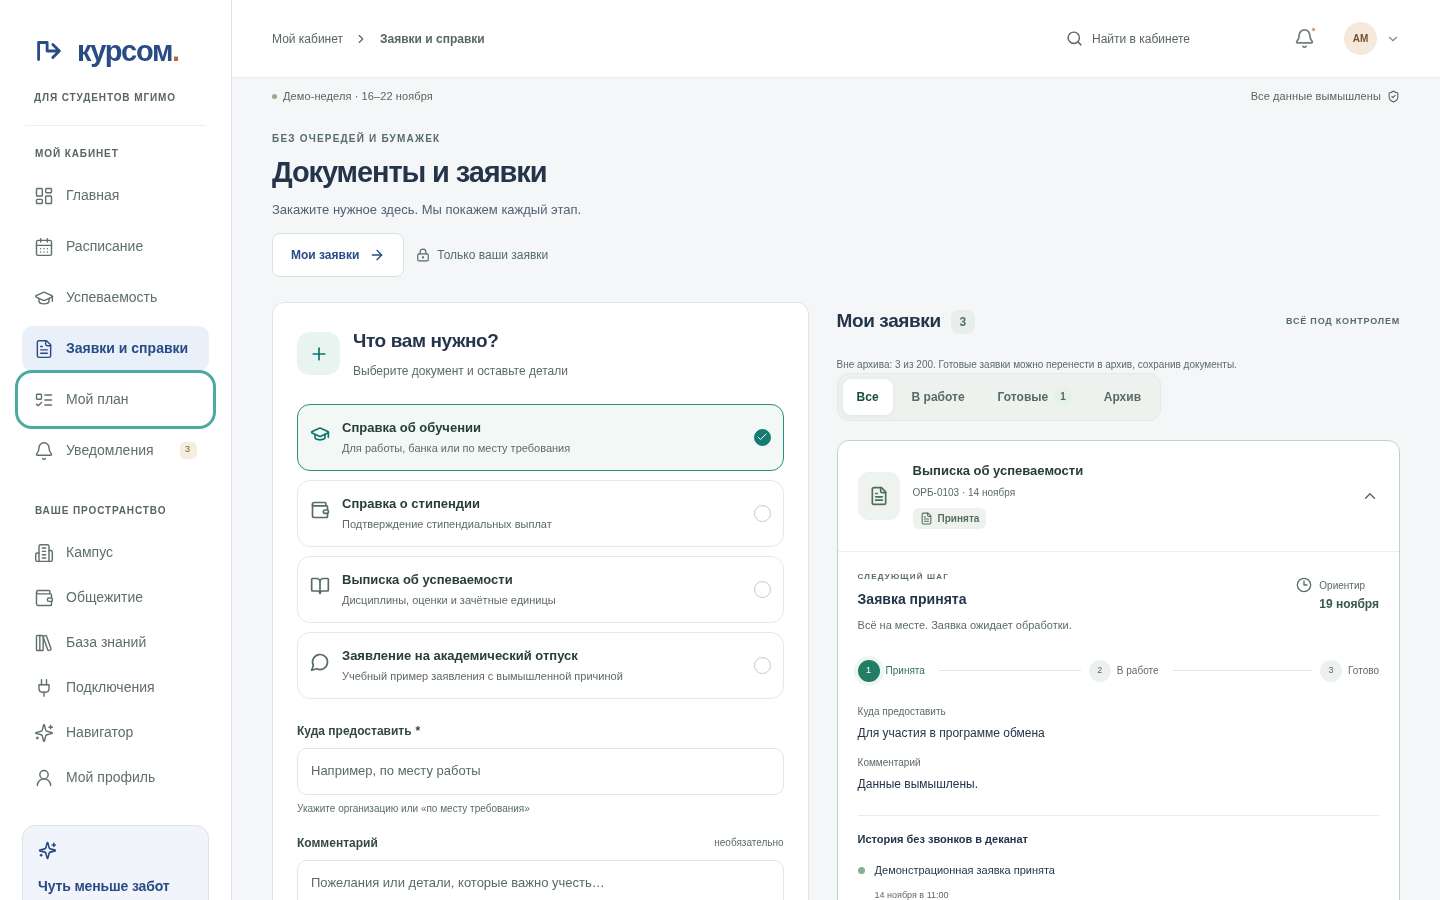 курсом.
ДЛЯ СТУДЕНТОВ МГИМО
МОЙ КАБИНЕТ
Главная
Расписание
Успеваемость
Заявки и справки
Мой план
Уведомления 3
ВАШЕ ПРОСТРАНСТВО
Кампус
Общежитие
База знаний
Подключения
Навигатор
Мой профиль
Чуть меньше забот
Мой кабинет Заявки и справки
Найти в кабинете
АМ
Демо-неделя · 16–22 ноября
Все данные вымышлены
БЕЗ ОЧЕРЕДЕЙ И БУМАЖЕК
Документы и заявки
Закажите нужное здесь. Мы покажем каждый этап.
Мои заявки
Только ваши заявки
Что вам нужно?
Выберите документ и оставьте детали
Справка об обучении
Для работы, банка или по месту требования
Справка о стипендии
Подтверждение стипендиальных выплат
Выписка об успеваемости
Дисциплины, оценки и зачётные единицы
Заявление на академический отпуск
Учебный пример заявления с вымышленной причиной
Куда предоставить *
Например, по месту работы
Укажите организацию или «по месту требования»
Комментарий необязательно
Пожелания или детали, которые важно учесть…
Мои заявки 3
ВСЁ ПОД КОНТРОЛЕМ
Вне архива: 3 из 200. Готовые заявки можно перенести в архив, сохранив документы.
Все В работе Готовые 1 Архив
Выписка об успеваемости
ОРБ-0103 · 14 ноября
Принята
СЛЕДУЮЩИЙ ШАГ
Заявка принята
Всё на месте. Заявка ожидает обработки.
Ориентир
19 ноября
1 Принята 2 В работе 3 Готово
Куда предоставить
Для участия в программе обмена
Комментарий
Данные вымышлены.
История без звонков в деканат
Демонстрационная заявка принята
14 ноября в 11:00